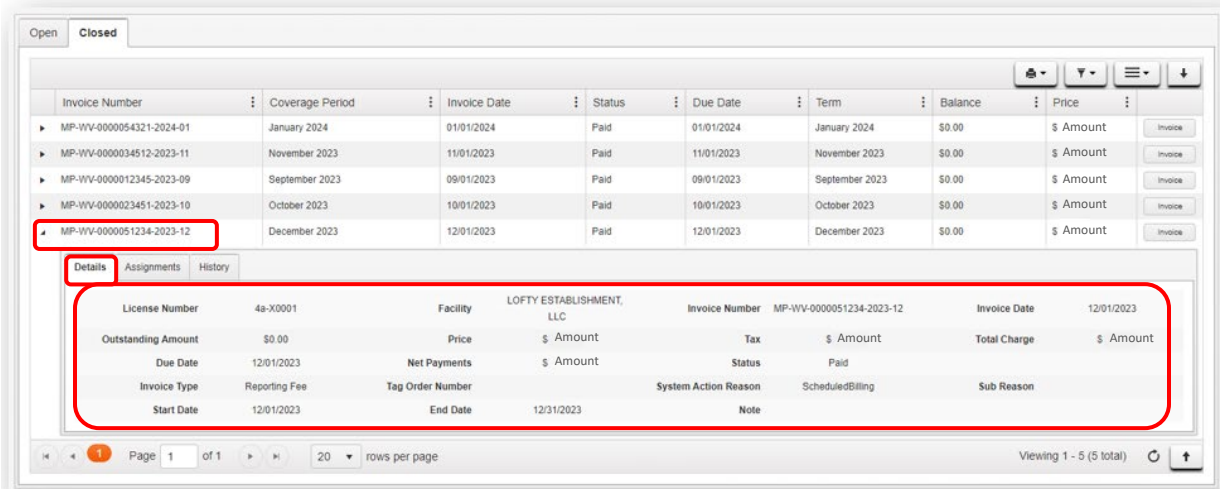 Open Closed
Invoice Number Coverage Period Invoice Date Status Due Date Term Balance Price
MP-WV-0000054321-2024-01 January 2024 01/01/2024 Paid 01/01/2024 January 2024 $0.00 $ Amount Invoice
MP-WV-0000034512-2023-11 November 2023 11/01/2023 Paid 11/01/2023 November 2023 $0.00 $ Amount Invoice
MP-WV-0000012345-2023-09 September 2023 09/01/2023 Paid 09/01/2023 September 2023 $0.00 $ Amount Invoice
MP-WV-0000023451-2023-10 October 2023 10/01/2023 Paid 10/01/2023 October 2023 $0.00 $ Amount Invoice
MP-WV-0000051234-2023-12 December 2023 12/01/2023 Paid 12/01/2023 December 2023 $0.00 $ Amount Invoice
Details Assignments History
License Number 4a-X0001 Facility LOFTY ESTABLISHMENT, LLC Invoice Number MP-WV-0000051234-2023-12 Invoice Date 12/01/2023
Outstanding Amount $0.00 Price $ Amount Tax $ Amount Total Charge $ Amount
Due Date 12/01/2023 Net Payments $ Amount Status Paid
Invoice Type Reporting Fee Tag Order Number System Action Reason ScheduledBilling Sub Reason
Start Date 12/01/2023 End Date 12/31/2023 Note
1 Page 1 of 1 20 rows per page Viewing 1 - 5 (5 total)